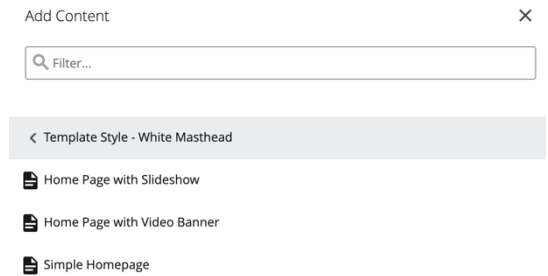 Add Content
Filter...
Template Style - White Masthead
Home Page with Slideshow
Home Page with Video Banner
Simple Homepage